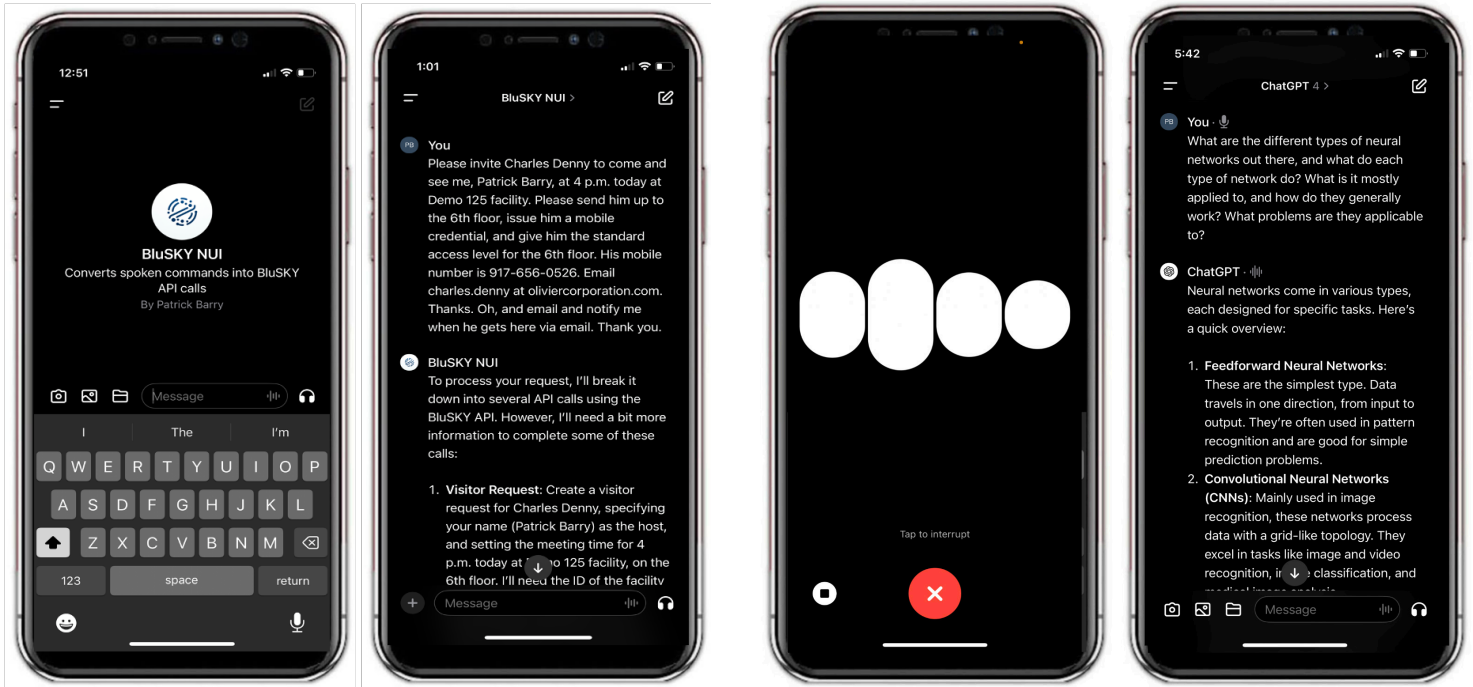 12:51
BluSKY NUI
Converts spoken commands into BluSKY
API calls
By Patrick Barry
Message
I
The
I'm
Q W E R T Y U I O P
A S D F G H J K L
Z X C V B N M
123
space
return
1:01
BluSKY NUI >
PB
You
Please invite Charles Denny to come and
see me, Patrick Barry, at 4 p.m. today at
Demo 125 facility. Please send him up to
the 6th floor, issue him a mobile
credential, and give him the standard
access level for the 6th floor. His mobile
number is 917-656-0526. Email
charles.denny at oliviercorporation.com.
Thanks. Oh, and email and notify me
when he gets here via email. Thank you.
BluSKY NUI
To process your request, I'll break it
down into several API calls using the
BluSKY API. However, I'll need a bit more
information to complete some of these
calls:
1. Visitor Request: Create a visitor
request for Charles Denny, specifying
your name (Patrick Barry) as the host,
and setting the meeting time for 4
p.m. today at 125 facility, on the
6th floor. I'll need the ID of the facility
Message
Tap to interrupt
5:42
ChatGPT 4 >
PB
You ·
What are the different types of neural
networks out there, and what do each
type of network do? What is it mostly
applied to, and how do they generally
work? What problems are they applicable
to?
ChatGPT ·
Neural networks come in various types,
each designed for specific tasks. Here's
a quick overview:
1. Feedforward Neural Networks:
These are the simplest type. Data
travels in one direction, from input to
output. They're often used in pattern
recognition and are good for simple
prediction problems.
2. Convolutional Neural Networks
(CNNs): Mainly used in image
recognition, these networks process
data with a grid-like topology. They
excel in tasks like image and video
recognition, classification, and
Message